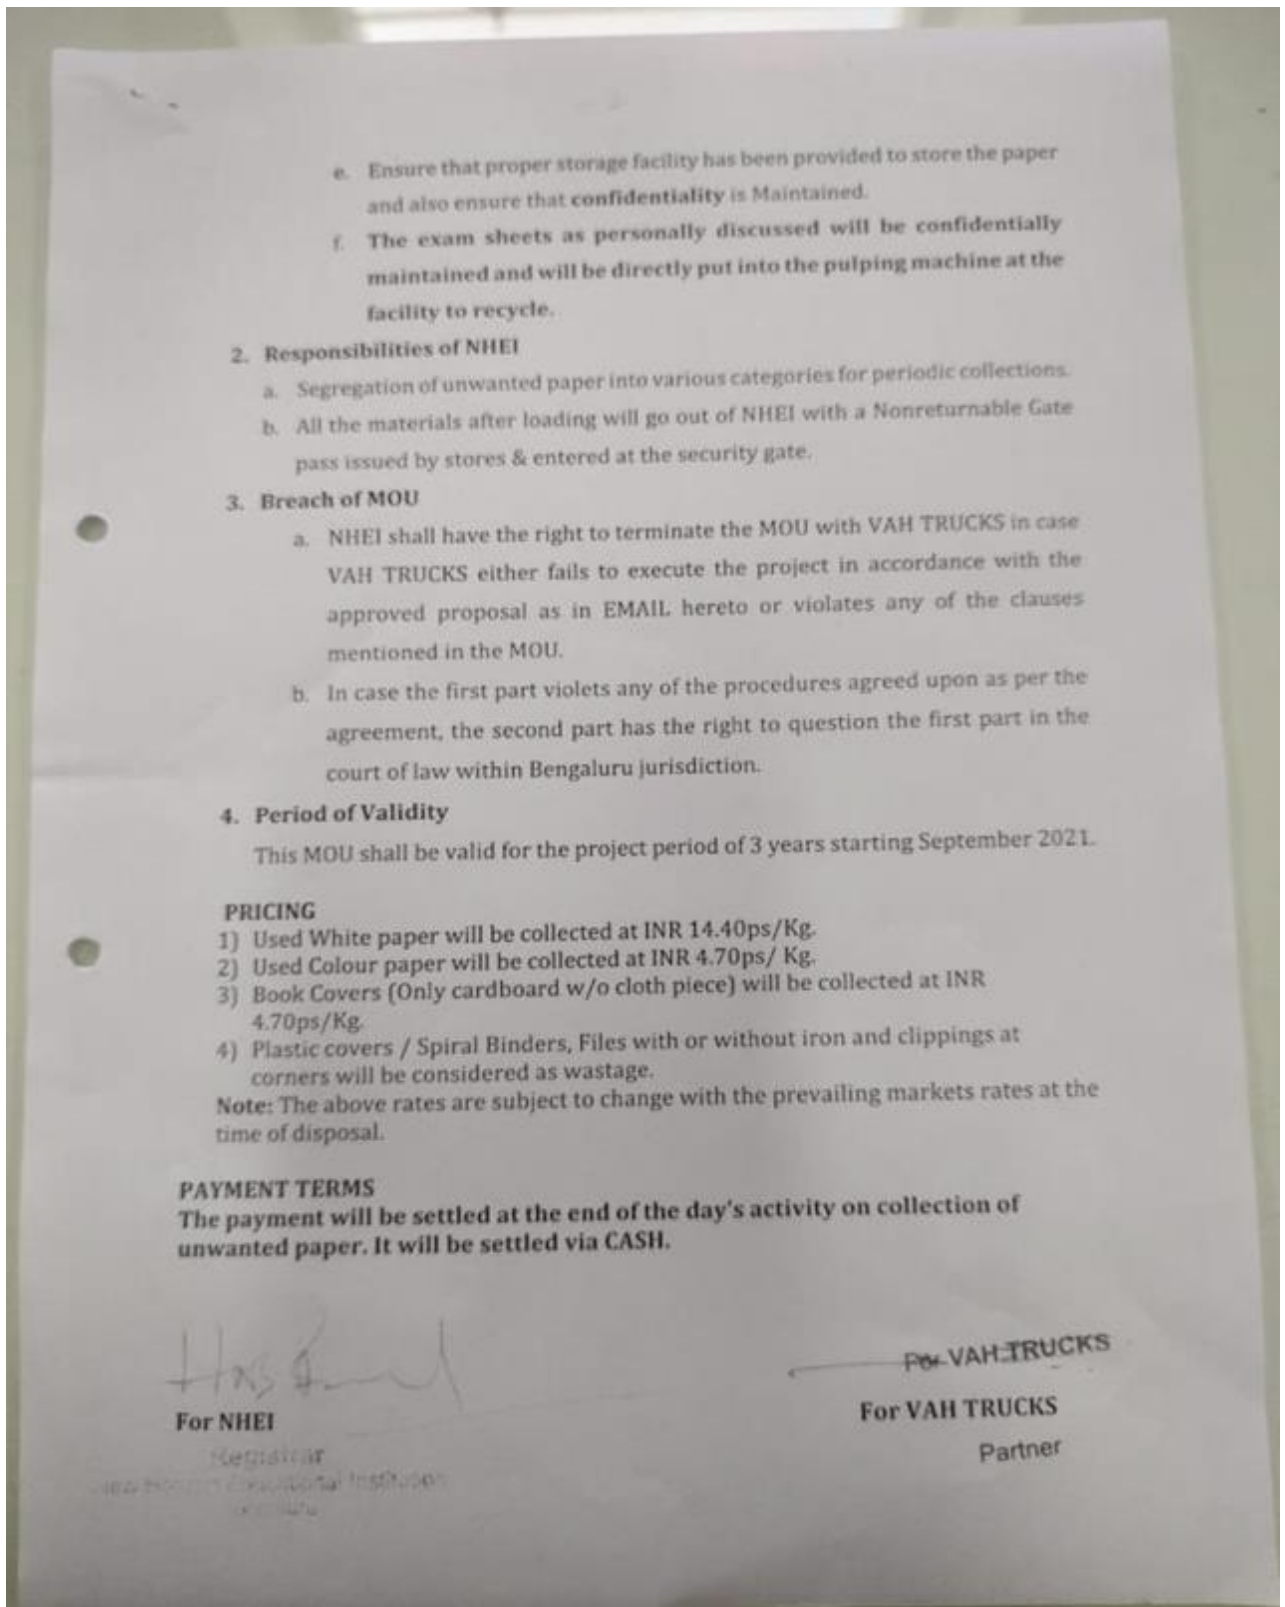 e. Ensure that proper storage facility has been provided to store the paper
and also ensure that confidentiality is Maintained.
f. The exam sheets as personally discussed will be confidentially
maintained and will be directly put into the pulping machine at the
facility to recycle.
2. Responsibilities of NHEI
a. Segregation of unwanted paper into various categories for periodic collections.
b. All the materials after loading will go out of NHEI with a Nonreturnable Gate
pass issued by stores & entered at the security gate.
3. Breach of MOU
a. NHEI shall have the right to terminate the MOU with VAH TRUCKS in case
VAH TRUCKS either fails to execute the project in accordance with the
approved proposal as in EMAIL hereto or violates any of the clauses
mentioned in the MOU.
b. In case the first part violets any of the procedures agreed upon as per the
agreement, the second part has the right to question the first part in the
court of law within Bengaluru jurisdiction.
4. Period of Validity
This MOU shall be valid for the project period of 3 years starting September 2021.
PRICING
1) Used White paper will be collected at INR 14.40ps/Kg.
2) Used Colour paper will be collected at INR 4.70ps/ Kg.
3) Book Covers (Only cardboard w/o cloth piece) will be collected at INR
4.70ps/Kg.
4) Plastic covers / Spiral Binders, Files with or without iron and clippings at
corners will be considered as wastage.
Note: The above rates are subject to change with the prevailing markets rates at the
time of disposal.
PAYMENT TERMS
The payment will be settled at the end of the day's activity on collection of
unwanted paper. It will be settled via CASH.
For VAH TRUCKS
For NHEI
For VAH TRUCKS
Registrar
Partner
Educational Institution